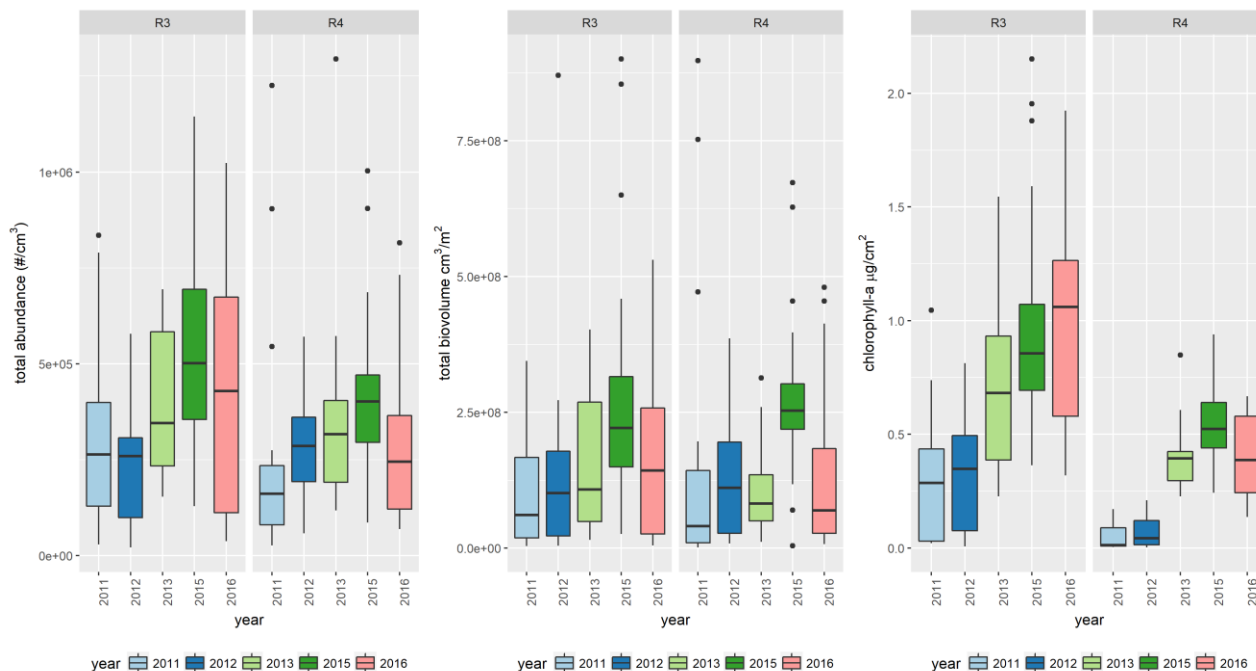 R3 R4
total abundance (#/cm³)
1e+06
5e+05
0e+00
2011 2012 2013 2015 2016 2011 2012 2013 2015 2016
year
year 2011 2012 2013 2015 2016
R3 R4
total biovolume cm³/m²
7.5e+08
5.0e+08
2.5e+08
0.0e+00
2011 2012 2013 2015 2016 2011 2012 2013 2015 2016
year
year 2011 2012 2013 2015 2016
R3 R4
chlorophyll-a μg/cm²
2.0
1.5
1.0
0.5
0.0
2011 2012 2013 2015 2016 2011 2012 2013 2015 2016
year
year 2011 2012 2013 2015 2016